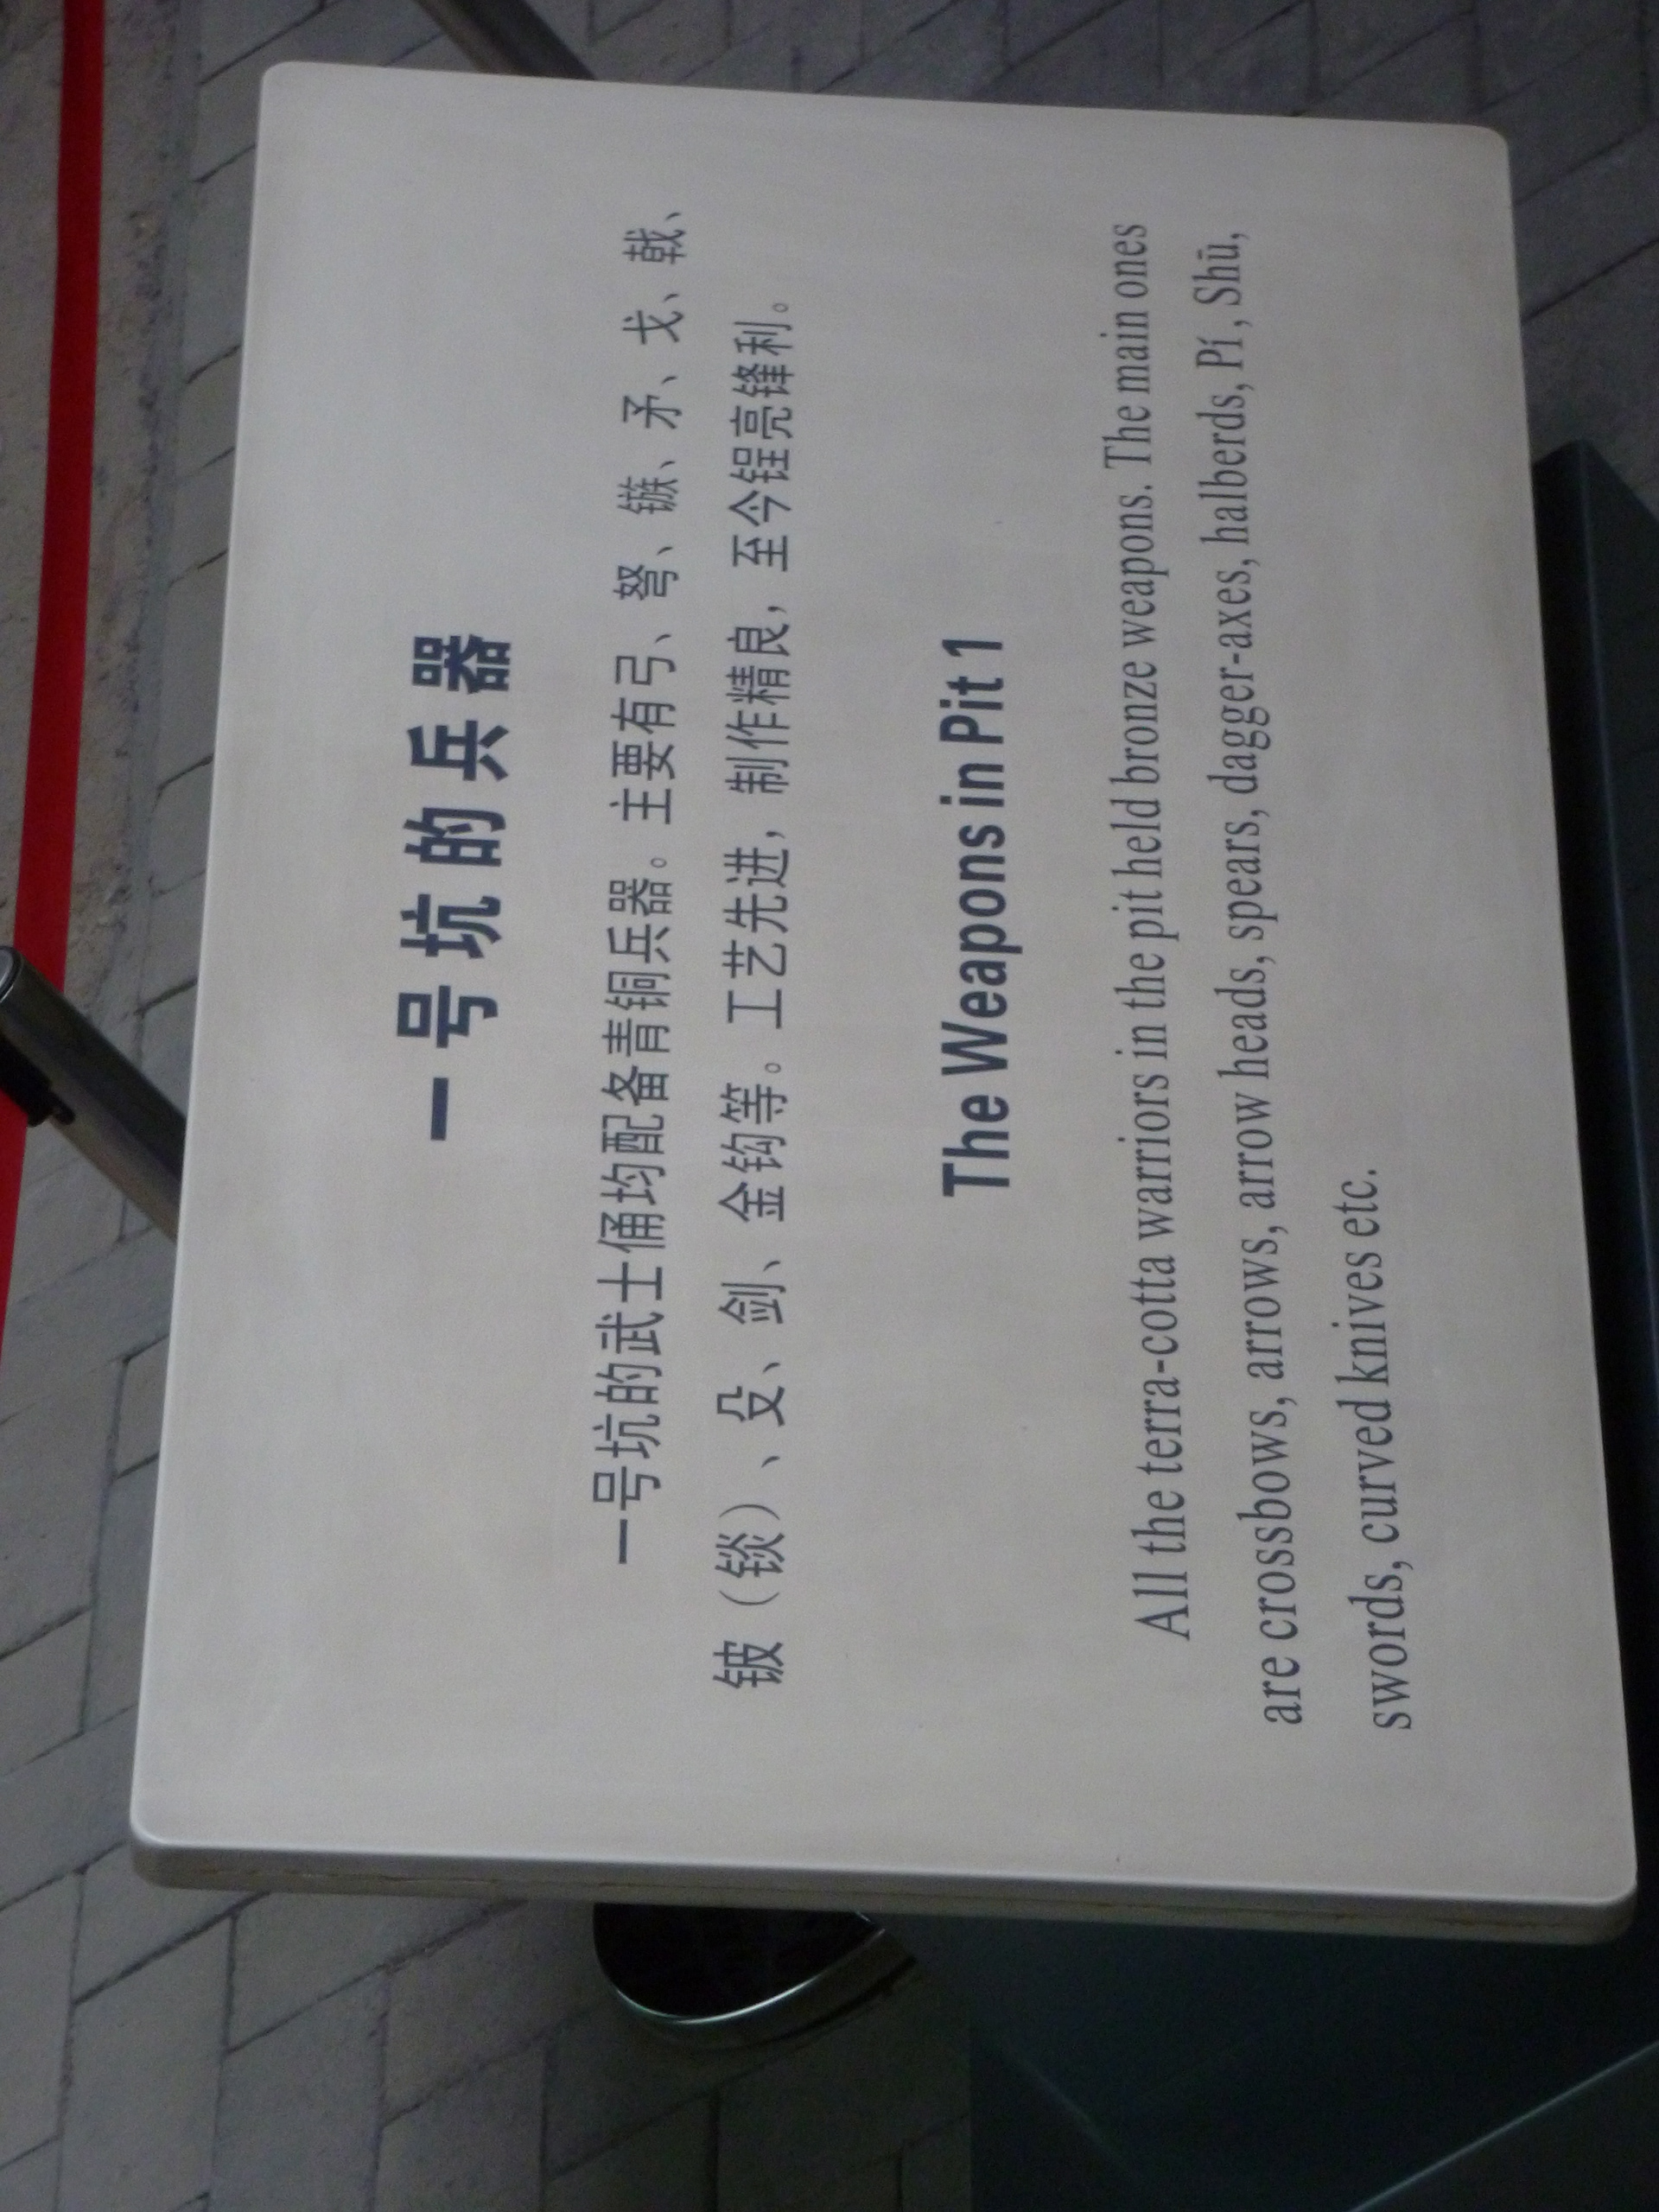 一号坑的兵器
一号坑的武士俑均配备青铜兵器。主要有弓、弩、镞、矛、戈、戟、
铍（锬）、殳、剑、金钩等。工艺先进，制作精良，至今锃亮锋利。
The Weapons in Pit 1
All the terra-cotta warriors in the pit held bronze weapons. The main ones
are crossbows, arrows, arrow heads, spears, dagger-axes, halberds, Pí , Shū,
swords, curved knives etc.